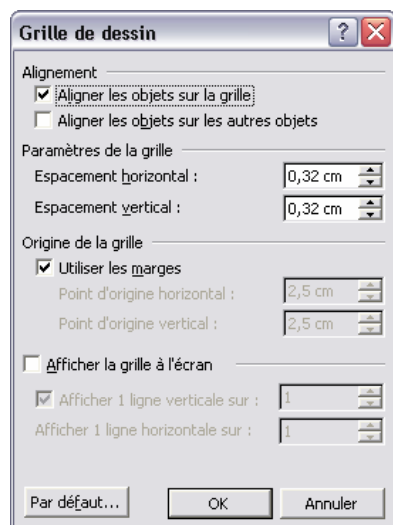 Grille de dessin
Alignement
Aligner les objets sur la grille
Aligner les objets sur les autres objets
Paramètres de la grille
Espacement horizontal : 0,32 cm
Espacement vertical : 0,32 cm
Origine de la grille
Utiliser les marges
Point d'origine horizontal : 2,5 cm
Point d'origine vertical : 2,5 cm
Afficher la grille à l'écran
Afficher 1 ligne verticale sur : 1
Afficher 1 ligne horizontale sur : 1
Par défaut... OK Annuler